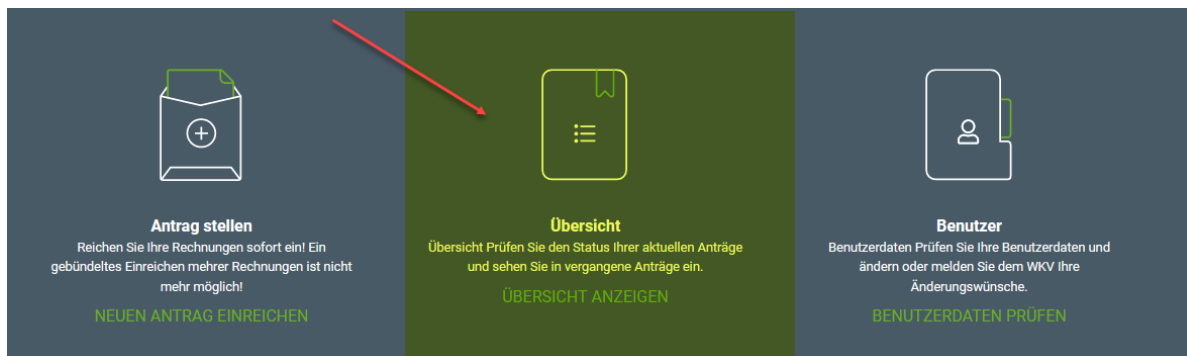 Antrag stellen
Reichen Sie Ihre Rechnungen sofort ein! Ein
gebündeltes Einreichen mehrer Rechnungen ist nicht
mehr möglich!
NEUEN ANTRAG EINREICHEN
Übersicht
Übersicht Prüfen Sie den Status Ihrer aktuellen Anträge
und sehen Sie in vergangene Anträge ein.
ÜBERSICHT ANZEIGEN
Benutzer
Benutzerdaten Prüfen Sie Ihre Benutzerdaten und
ändern oder melden Sie dem WKV Ihre
Änderungswünsche.
BENUTZERDATEN PRÜFEN